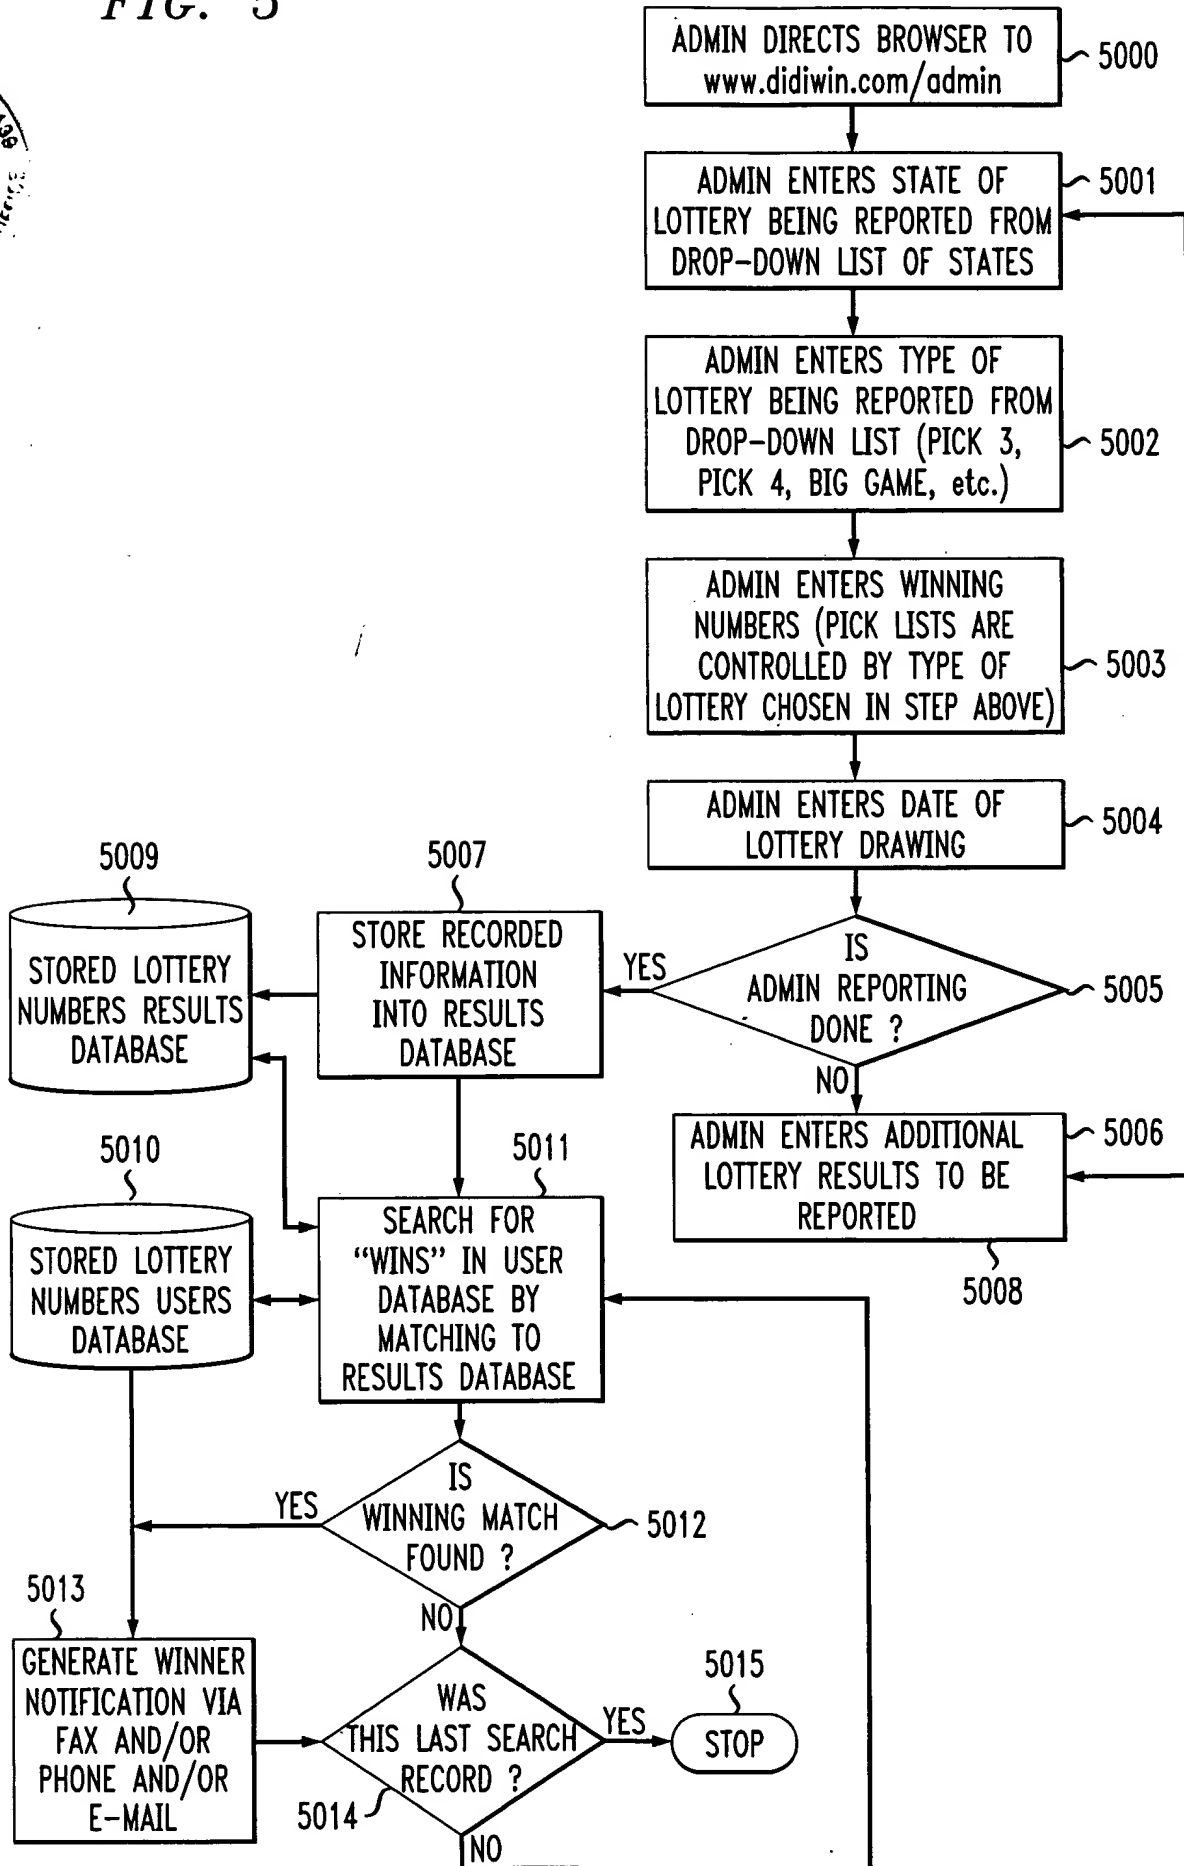 FIG. 5
ADMIN DIRECTS BROWSER TO
www.didiwin.com/admin
5000
ADMIN ENTERS STATE OF
LOTTERY BEING REPORTED FROM
DROP-DOWN LIST OF STATES
5001
ADMIN ENTERS TYPE OF
LOTTERY BEING REPORTED FROM
DROP-DOWN LIST (PICK 3,
PICK 4, BIG GAME, etc.)
5002
ADMIN ENTERS WINNING
NUMBERS (PICK LISTS ARE
CONTROLLED BY TYPE OF
LOTTERY CHOSEN IN STEP ABOVE)
5003
ADMIN ENTERS DATE OF
LOTTERY DRAWING
5004
IS
ADMIN REPORTING
DONE ?
5005
YES
NO
ADMIN ENTERS ADDITIONAL
LOTTERY RESULTS TO BE
REPORTED
5006
5008
5007
STORE RECORDED
INFORMATION
INTO RESULTS
DATABASE
5009
STORED LOTTERY
NUMBERS RESULTS
DATABASE
5010
STORED LOTTERY
NUMBERS USERS
DATABASE
5011
SEARCH FOR
“WINS” IN USER
DATABASE BY
MATCHING TO
RESULTS DATABASE
IS
WINNING MATCH
FOUND ?
5012
YES
NO
5013
GENERATE WINNER
NOTIFICATION VIA
FAX AND/OR
PHONE AND/OR
E-MAIL
WAS
THIS LAST SEARCH
RECORD ?
5014
YES
NO
5015
STOP